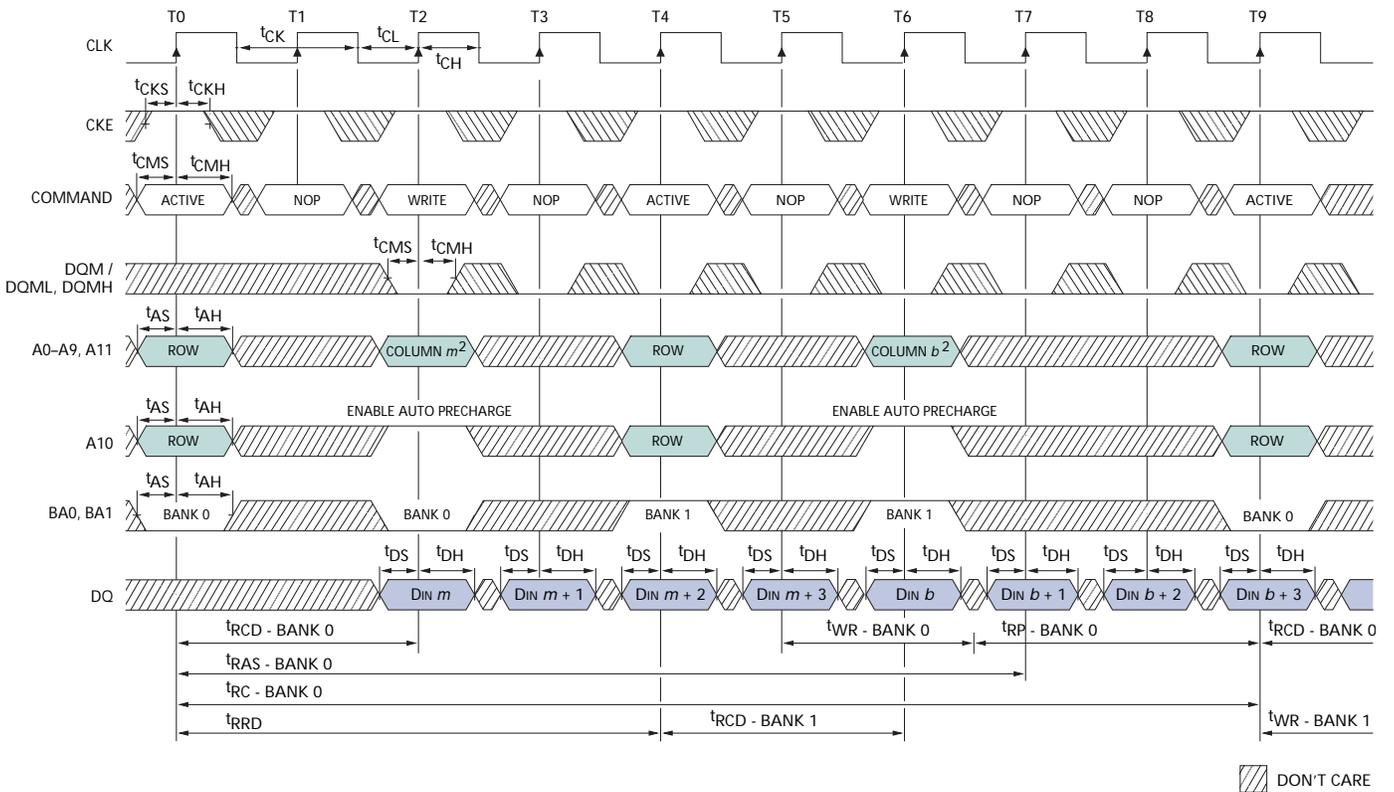 T0 T1 T2 T3 T4 T5 T6 T7 T8 T9
CLK tCK tCL tCH
tCKS tCKH
CKE
tCMS tCMH
COMMAND ACTIVE NOP WRITE NOP ACTIVE NOP WRITE NOP NOP ACTIVE
tCMS tCMH
DQM /
DQML, DQMH
tAS tAH
A0–A9, A11 ROW COLUMN m2 ROW COLUMN b2 ROW
tAS tAH ENABLE AUTO PRECHARGE ENABLE AUTO PRECHARGE
A10 ROW ROW ROW
tAS tAH
BA0, BA1 BANK 0 BANK 0 BANK 1 BANK 1 BANK 0
tDS tDH tDS tDH tDS tDH tDS tDH tDS tDH tDS tDH tDS tDH tDS tDH
DQ DIN m DIN m + 1 DIN m + 2 DIN m + 3 DIN b DIN b + 1 DIN b + 2 DIN b + 3
tRCD - BANK 0 tWR - BANK 0 tRP - BANK 0 tRCD - BANK 0
tRAS - BANK 0
tRC - BANK 0
tRRD tRCD - BANK 1 tWR - BANK 1
DON'T CARE